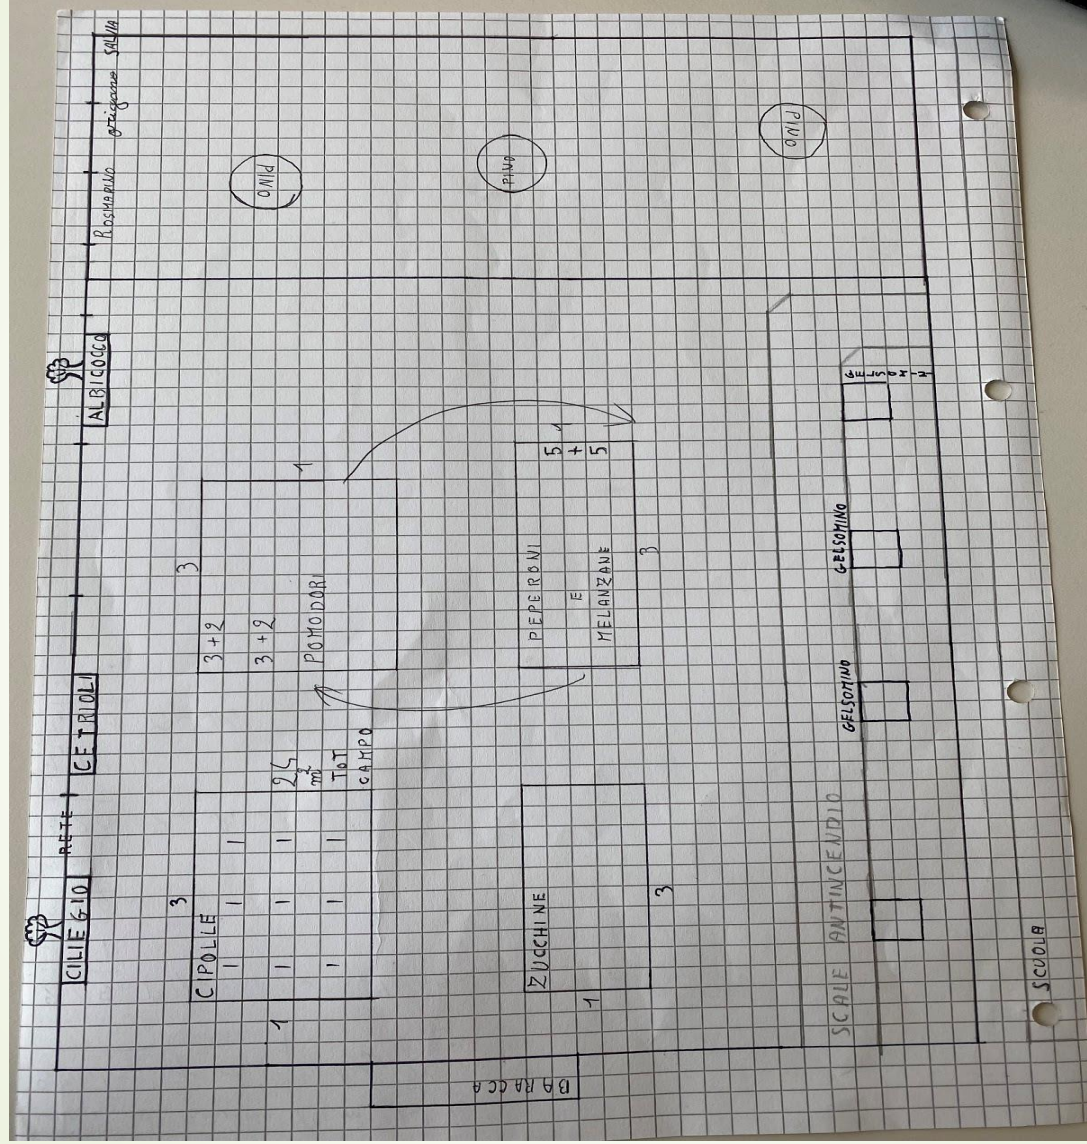 CILIEGIO RETE CETRIOLI ALBICOCCO
ROSMARINO origano SALVIA
3
3
CIPOLLE
3+2
3+2
POMODORI
1
1
24
m²
TOT
CAMPO
PINO
PINO
PINO
BARACCA
ZUCCHINE
1
3
PEPERONI
E
MELANZANE
5
+
5
1
3
SCALE ANTINCENDIO
GELSOMINO
GELSOMINO
SCUOLA